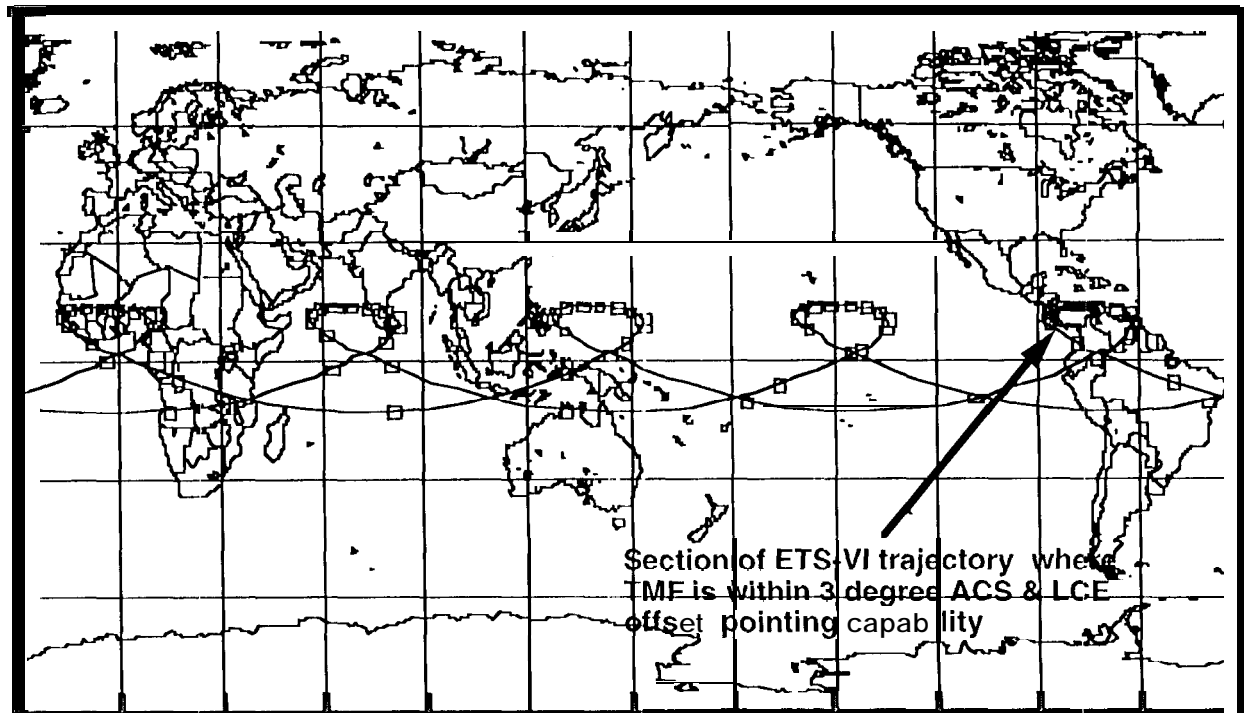 Section of ETS-VI trajectory where
TMF is within 3 degree ACS & LCE
offset pointing capab lity